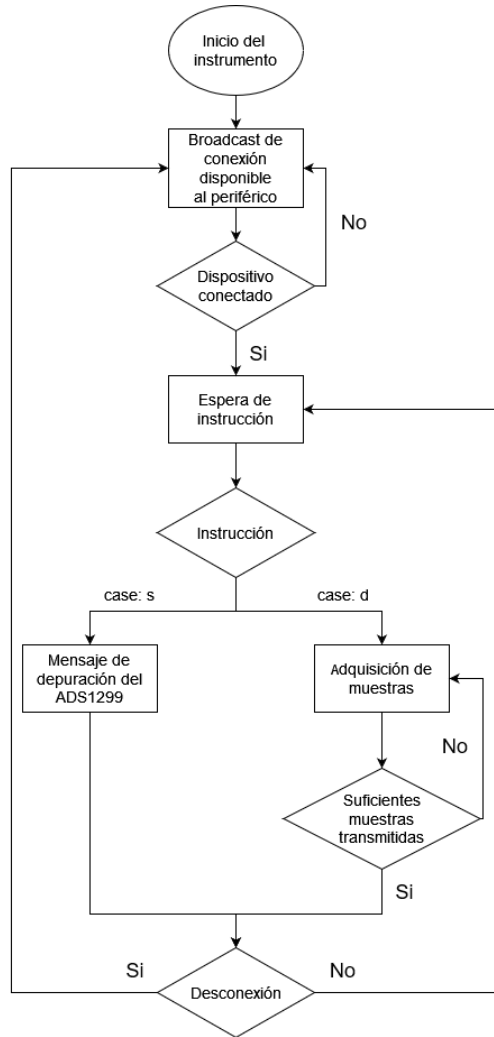 Inicio del
instrumento
Broadcast de
conexión
disponible
al periférico
No
Dispositivo
conectado
Si
Espera de
instrucción
Instrucción
case: s
case: d
Mensaje de
depuración del
ADS1299
Adquisición de
muestras
No
Suficientes
muestras
transmitidas
Si
Si
No
Desconexión